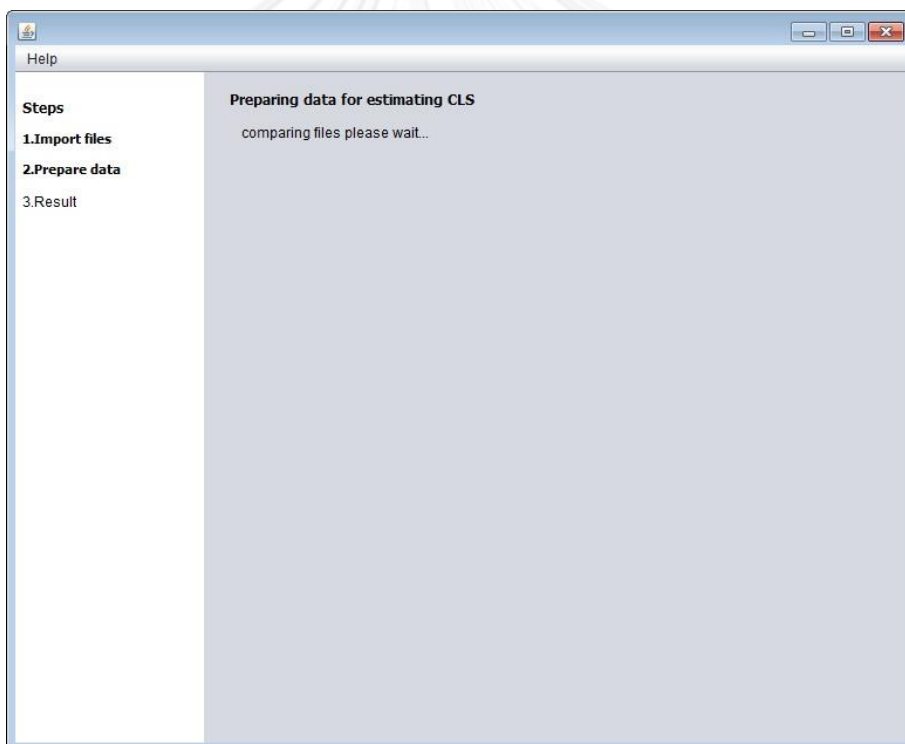 Help
Steps
1.Import files
2.Prepare data
3.Result
Preparing data for estimating CLS
comparing files please wait...